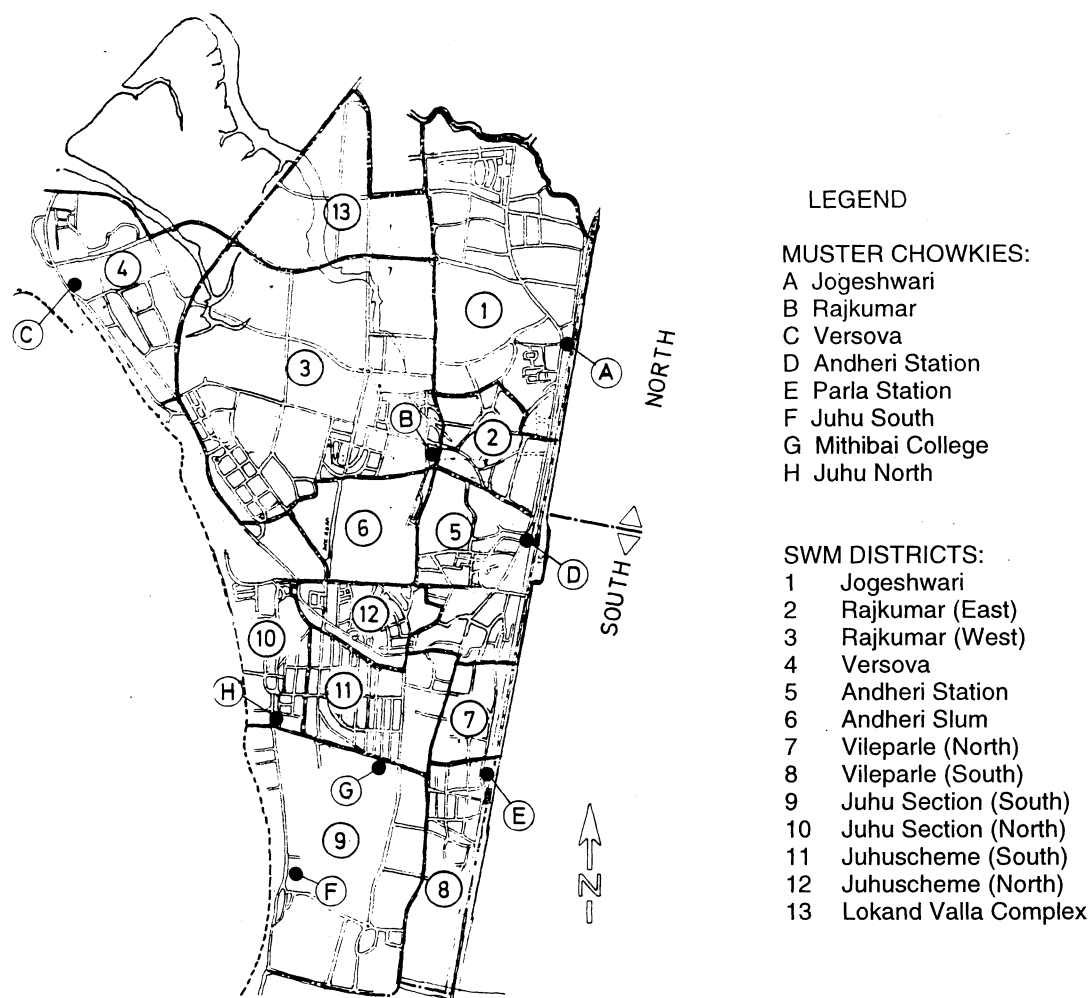 13
4
1
C
3
A
NORTH
B
2
6
5
D
SOUTH
12
10
H
11
7
G
E
9
F
8
N
LEGEND
MUSTER CHOWKIES:
A Jogeshwari
B Rajkumar
C Versova
D Andheri Station
E Parla Station
F Juhu South
G Mithibai College
H Juhu North
SWM DISTRICTS:
1 Jogeshwari
2 Rajkumar (East)
3 Rajkumar (West)
4 Versova
5 Andheri Station
6 Andheri Slum
7 Vileparle (North)
8 Vileparle (South)
9 Juhu Section (South)
10 Juhu Section (North)
11 Juhuscheme (South)
12 Juhuscheme (North)
13 Lokand Valla Complex